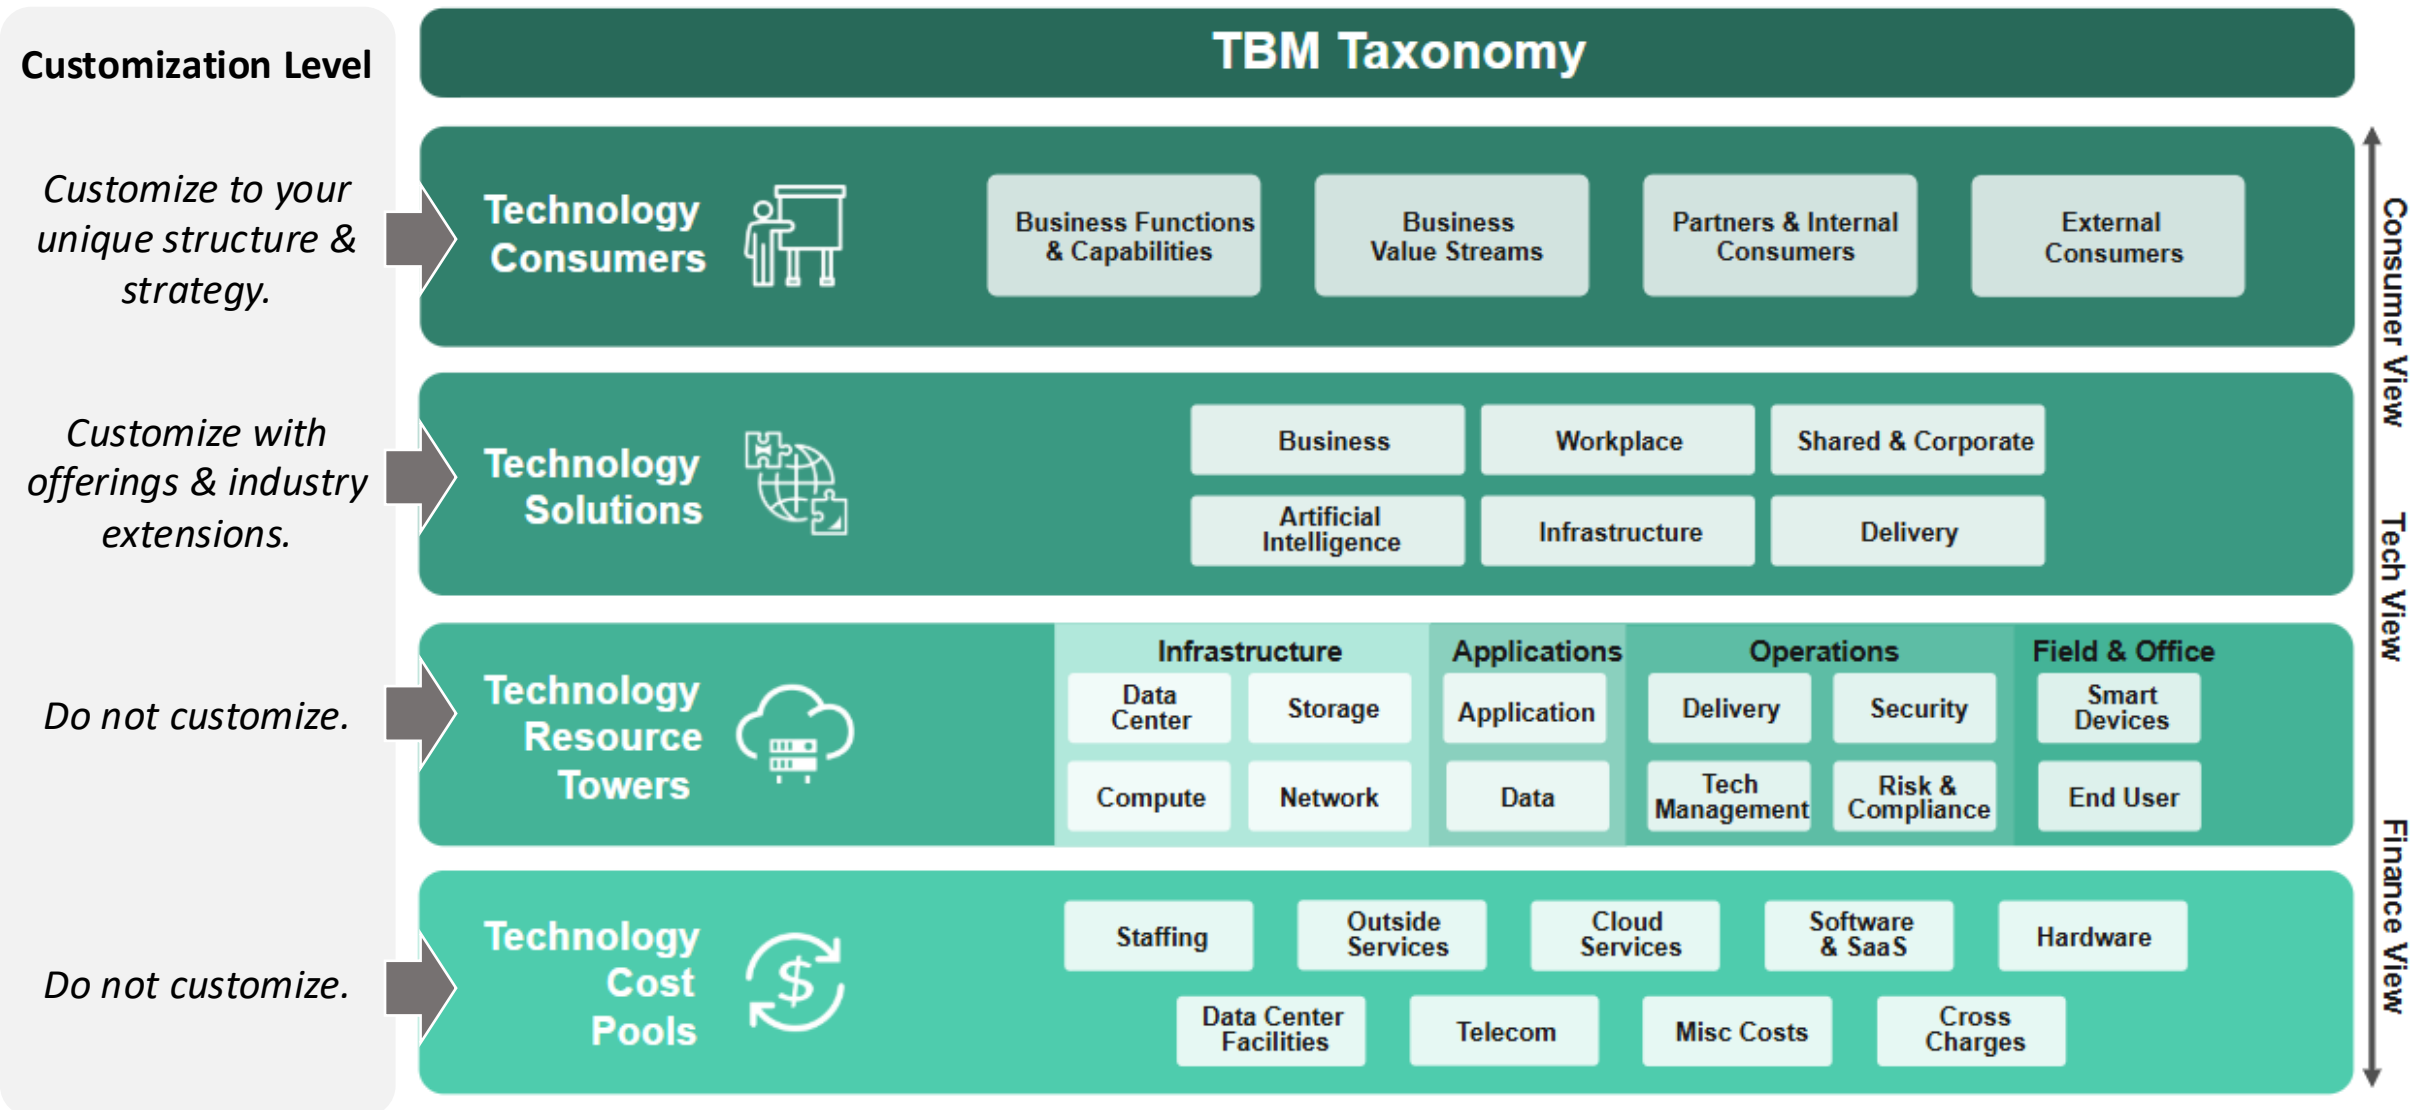 Customization Level
TBM Taxonomy
Customize to your
unique structure &
strategy.
Technology
Consumers
Business Functions
& Capabilities
Business
Value Streams
Partners & Internal
Consumers
External
Consumers
Customize with
offerings & industry
extensions.
Technology
Solutions
Business
Workplace
Shared & Corporate
Artificial
Intelligence
Infrastructure
Delivery
Do not customize.
Technology
Resource
Towers
Infrastructure
Data
Center
Storage
Compute
Network
Applications
Application
Data
Operations
Delivery
Security
Tech
Management
Risk &
Compliance
Field & Office
Smart
Devices
End User
Do not customize.
Technology
Cost
Pools
Staffing
Outside
Services
Cloud
Services
Software
& SaaS
Hardware
Data Center
Facilities
Telecom
Misc Costs
Cross
Charges
Consumer View
Tech View
Finance View